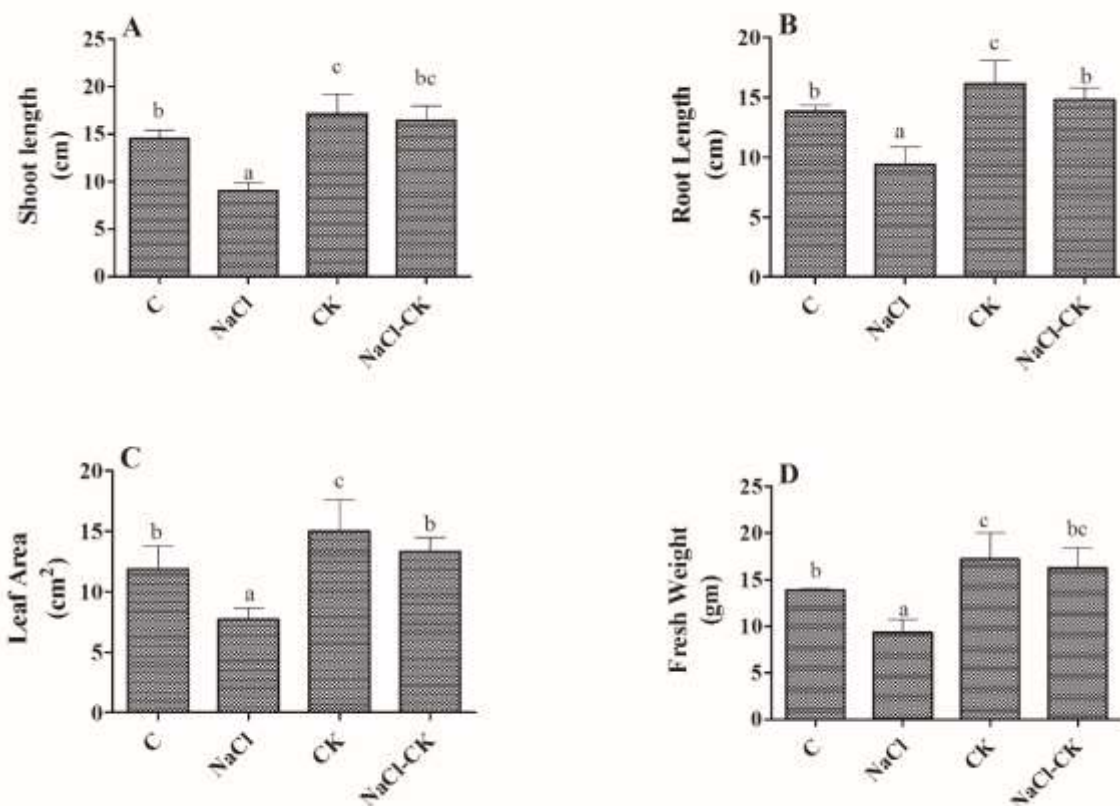 A
25
20
15
10
5
0
Shoot length
(cm)
b
a
c
bc
C
NaCl
CK
NaCl-CK
B
20
15
10
5
0
Root Length
(cm)
b
a
c
b
C
NaCl
CK
NaCl-CK
C
20
15
10
5
0
Leaf Area
(cm²)
b
a
c
b
C
NaCl
CK
NaCl-CK
D
25
20
15
10
5
0
Fresh Weight
(gm)
b
a
c
bc
C
NaCl
CK
NaCl-CK